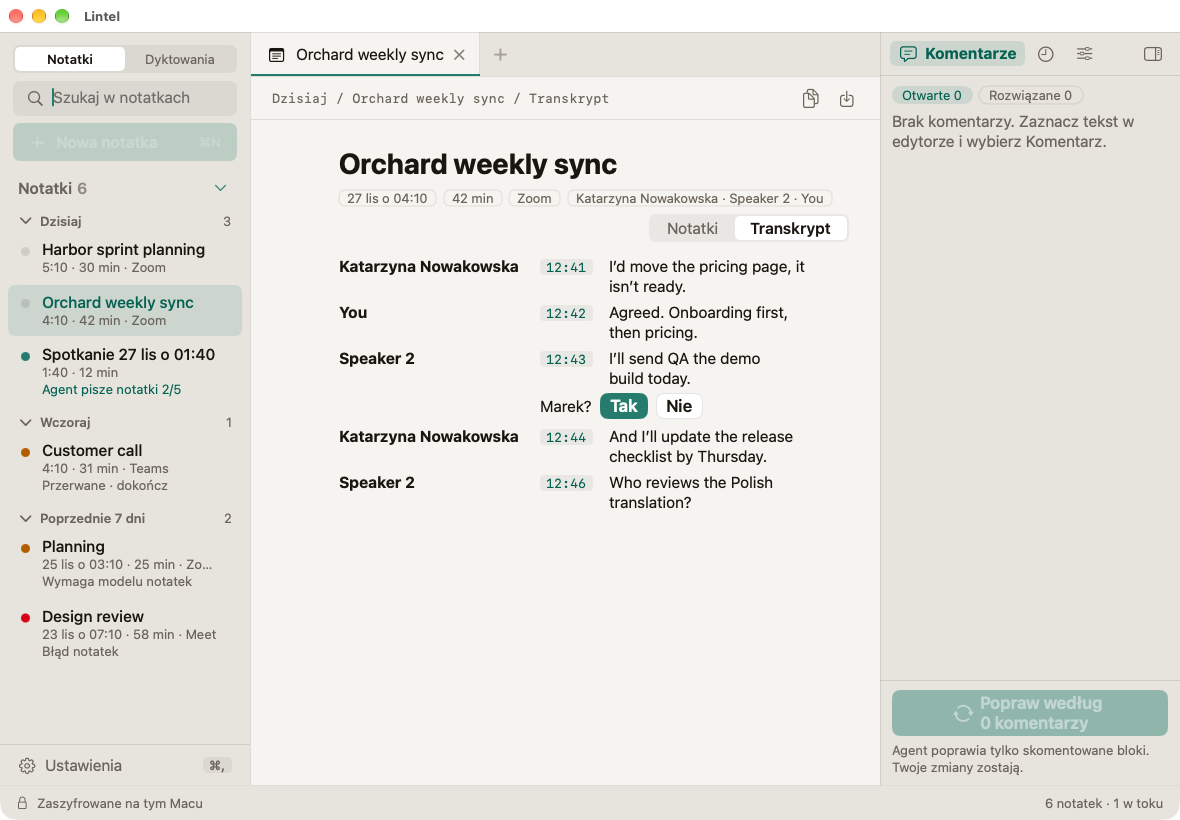 Lintel
Notatki
Dyktowania
Szukaj w notatkach
Nowa notatka ⌘N
Notatki 6
Dzisiaj 3
Harbor sprint planning
5:10 · 30 min · Zoom
Orchard weekly sync
4:10 · 42 min · Zoom
Spotkanie 27 lis o 01:40
1:40 · 12 min
Agent pisze notatki 2/5
Wczoraj 1
Customer call
4:10 · 31 min · Teams
Przerwane · dokończ
Poprzednie 7 dni 2
Planning
25 lis o 03:10 · 25 min · Zo...
Wymaga modelu notatek
Design review
23 lis o 07:10 · 58 min · Meet
Błąd notatek
Ustawienia ⌘,
Orchard weekly sync
Dzisiaj / Orchard weekly sync / Transkrypt
Orchard weekly sync
27 lis o 04:10
42 min
Zoom
Katarzyna Nowakowska · Speaker 2 · You
Notatki
Transkrypt
Katarzyna Nowakowska 12:41 I’d move the pricing page, it
isn’t ready.
You 12:42 Agreed. Onboarding first,
then pricing.
Speaker 2 12:43 I’ll send QA the demo
build today.
Marek? Tak Nie
Katarzyna Nowakowska 12:44 And I’ll update the release
checklist by Thursday.
Speaker 2 12:46 Who reviews the Polish
translation?
Komentarze
Otwarte 0
Rozwiązane 0
Brak komentarzy. Zaznacz tekst w
edytorze i wybierz Komentarz.
Popraw według
0 komentarzy
Agent poprawia tylko skomentowane bloki.
Twoje zmiany zostają.
Zaszyfrowane na tym Macu
6 notatek · 1 w toku